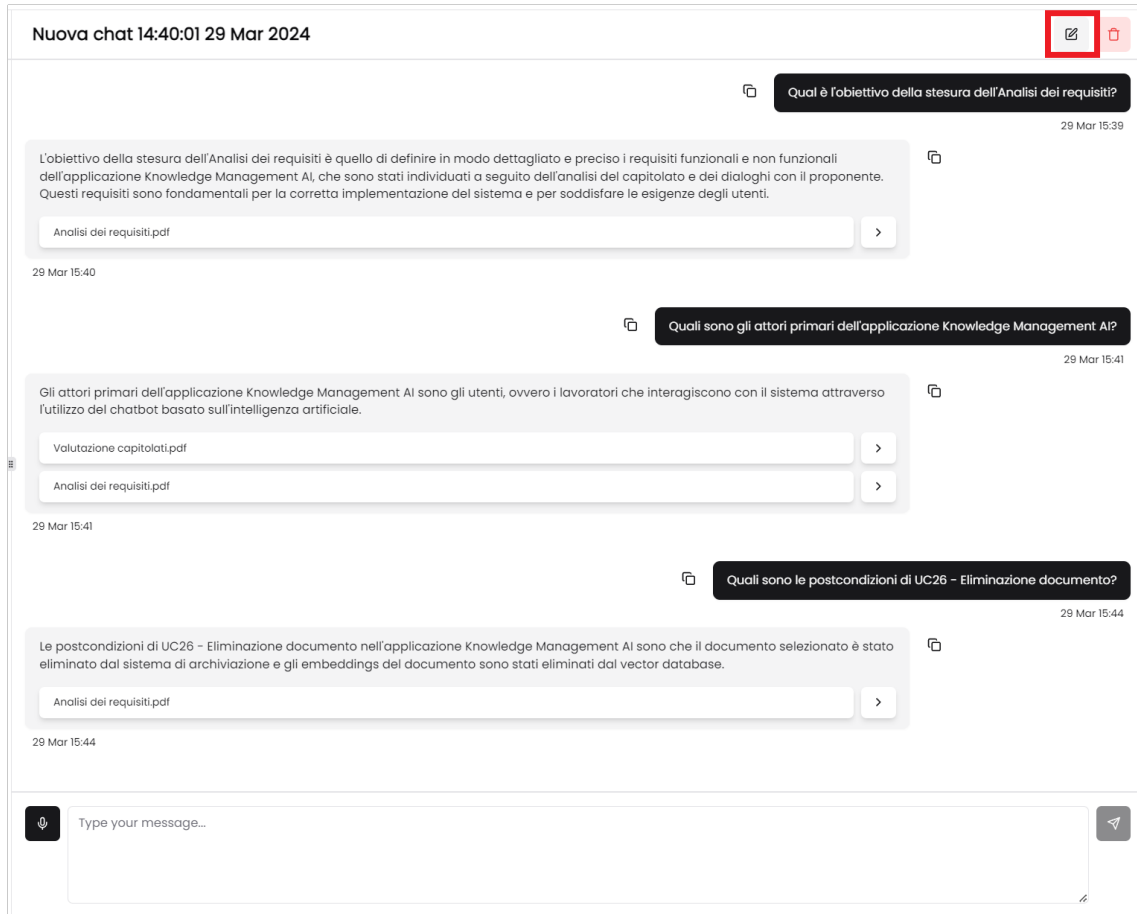 Nuova chat 14:40:01 29 Mar 2024
Qual è l'obiettivo della stesura dell'Analisi dei requisiti?
29 Mar 15:39
L'obiettivo della stesura dell'Analisi dei requisiti è quello di definire in modo dettagliato e preciso i requisiti funzionali e non funzionali
dell'applicazione Knowledge Management AI, che sono stati individuati a seguito dell'analisi del capitolato e dei dialoghi con il proponente.
Questi requisiti sono fondamentali per la corretta implementazione del sistema e per soddisfare le esigenze degli utenti.
Analisi dei requisiti.pdf
29 Mar 15:40
Quali sono gli attori primari dell'applicazione Knowledge Management AI?
29 Mar 15:41
Gli attori primari dell'applicazione Knowledge Management AI sono gli utenti, ovvero i lavoratori che interagiscono con il sistema attraverso
l'utilizzo del chatbot basato sull'intelligenza artificiale.
Valutazione capitolati.pdf
Analisi dei requisiti.pdf
29 Mar 15:41
Quali sono le postcondizioni di UC26 - Eliminazione documento?
29 Mar 15:44
Le postcondizioni di UC26 - Eliminazione documento nell'applicazione Knowledge Management AI sono che il documento selezionato è stato
eliminato dal sistema di archiviazione e gli embeddings del documento sono stati eliminati dal vector database.
Analisi dei requisiti.pdf
29 Mar 15:44
Type your message...